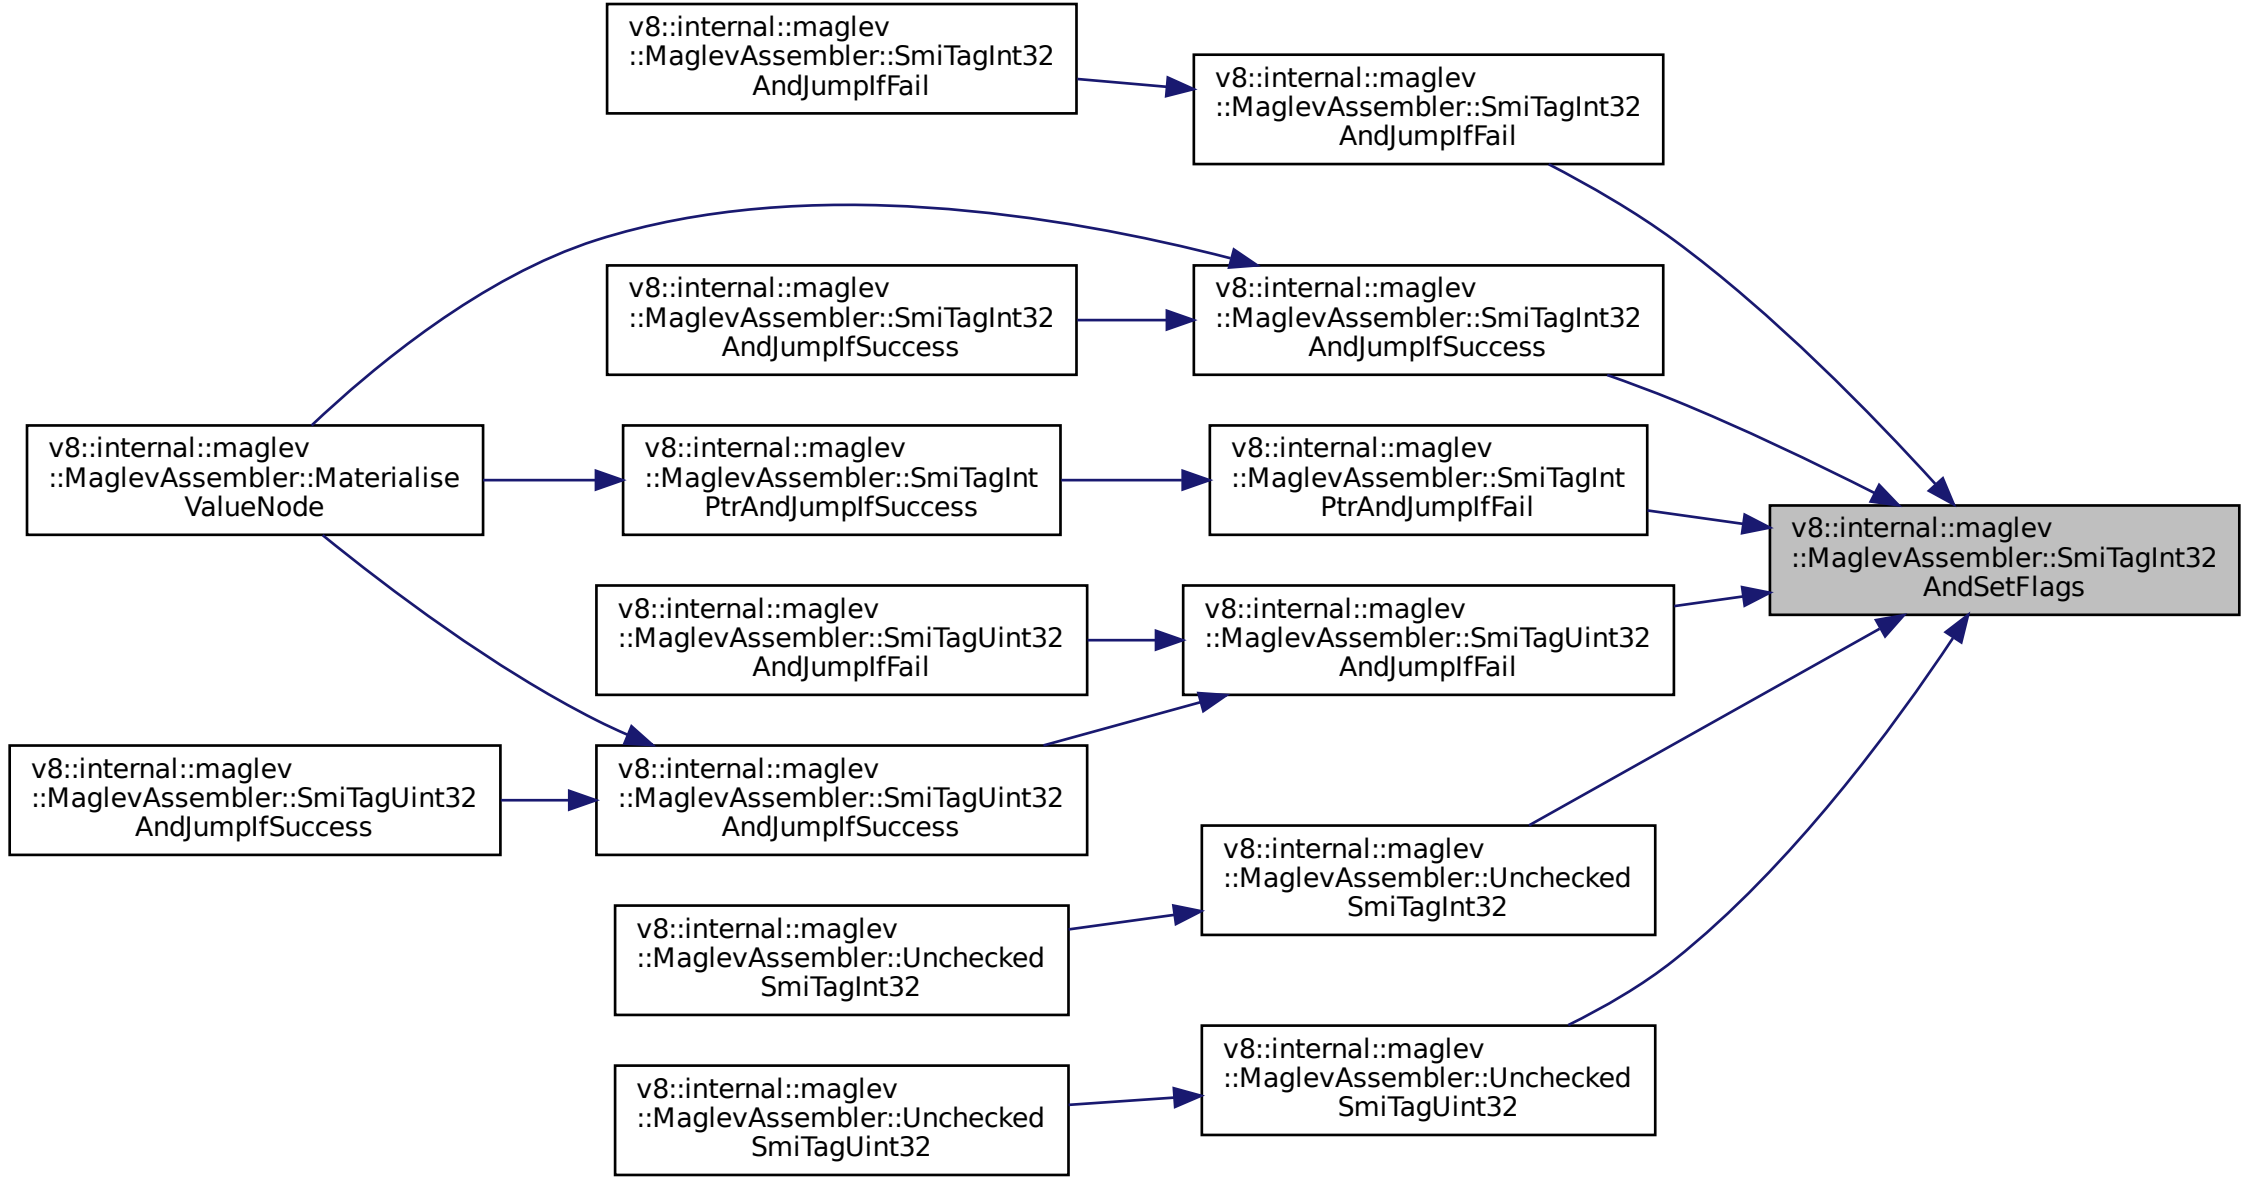 v8::internal::maglev
::MaglevAssembler::SmiTagInt32
AndJumpIfFail
v8::internal::maglev
::MaglevAssembler::SmiTagInt32
AndJumpIfFail
v8::internal::maglev
::MaglevAssembler::SmiTagInt32
AndJumpIfSuccess
v8::internal::maglev
::MaglevAssembler::SmiTagInt32
AndJumpIfSuccess
v8::internal::maglev
::MaglevAssembler::Materialise
ValueNode
v8::internal::maglev
::MaglevAssembler::SmiTagInt
PtrAndJumpIfSuccess
v8::internal::maglev
::MaglevAssembler::SmiTagInt
PtrAndJumpIfFail
v8::internal::maglev
::MaglevAssembler::SmiTagInt32
AndSetFlags
v8::internal::maglev
::MaglevAssembler::SmiTagUint32
AndJumpIfFail
v8::internal::maglev
::MaglevAssembler::SmiTagUint32
AndJumpIfFail
v8::internal::maglev
::MaglevAssembler::SmiTagUint32
AndJumpIfSuccess
v8::internal::maglev
::MaglevAssembler::SmiTagUint32
AndJumpIfSuccess
v8::internal::maglev
::MaglevAssembler::Unchecked
SmiTagInt32
v8::internal::maglev
::MaglevAssembler::Unchecked
SmiTagInt32
v8::internal::maglev
::MaglevAssembler::Unchecked
SmiTagUint32
v8::internal::maglev
::MaglevAssembler::Unchecked
SmiTagUint32